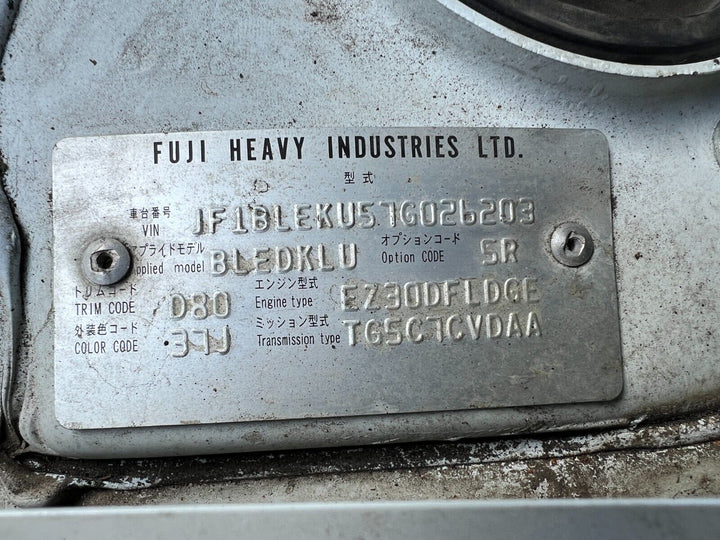 FUJI HEAVY INDUSTRIES LTD.
型式
車台番号 VIN JF1BLEKU57G026203
アプライドモデル オプションコード
applied model BLEDKLU Option CODE 5R
トリムコード エンジン型式
TRIM CODE D80 Engine type EZ30DFLDGE
外装色コード ミッション型式
COLOR CODE 37J Transmission type TG5C7CVDAA